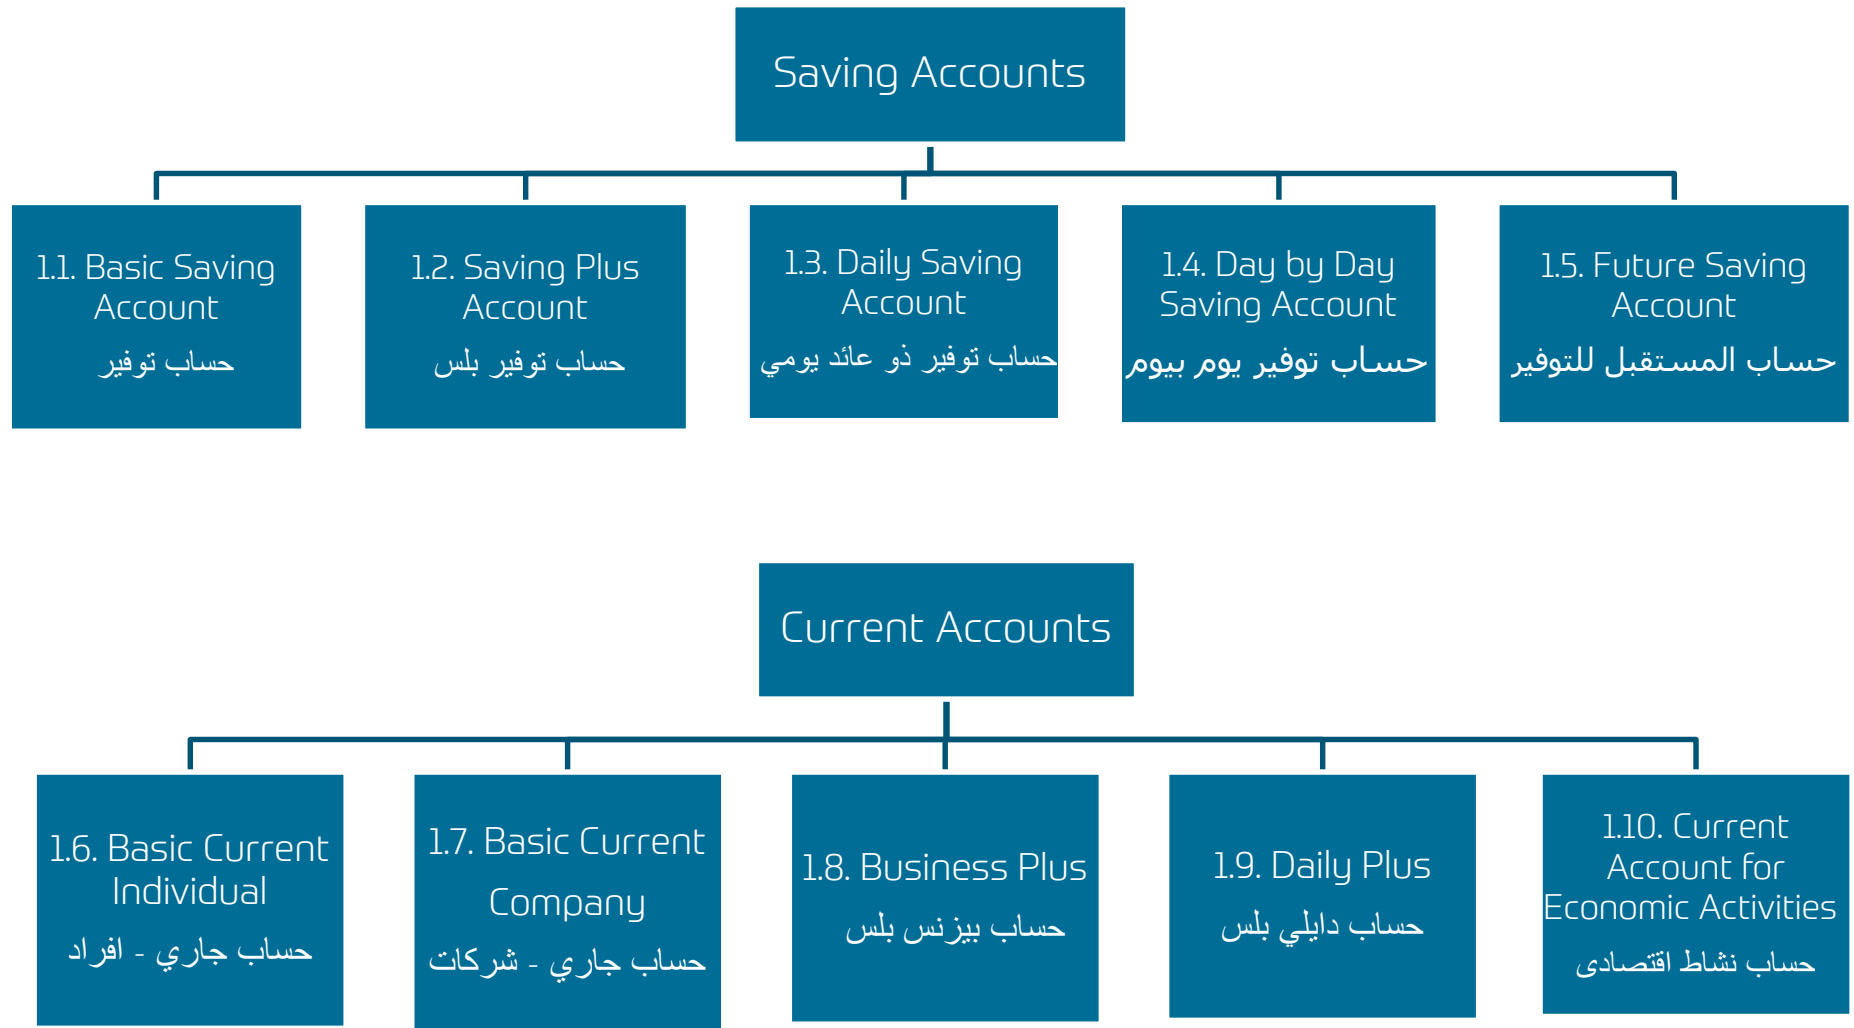 Saving Accounts
1.1. Basic Saving
Account
حساب توفير
1.2. Saving Plus
Account
حساب توفير بلس
1.3. Daily Saving
Account
حساب توفير ذو عائد يومي
1.4. Day by Day
Saving Account
حساب توفير يوم بيوم
1.5. Future Saving
Account
حساب المستقبل للتوفير
Current Accounts
1.6. Basic Current
Individual
حساب جاري - افراد
1.7. Basic Current
Company
حساب جاري - شركات
1.8. Business Plus
حساب بيزنس بلس
1.9. Daily Plus
حساب دايلي بلس
1.10. Current
Account for
Economic Activities
حساب نشاط اقتصادى